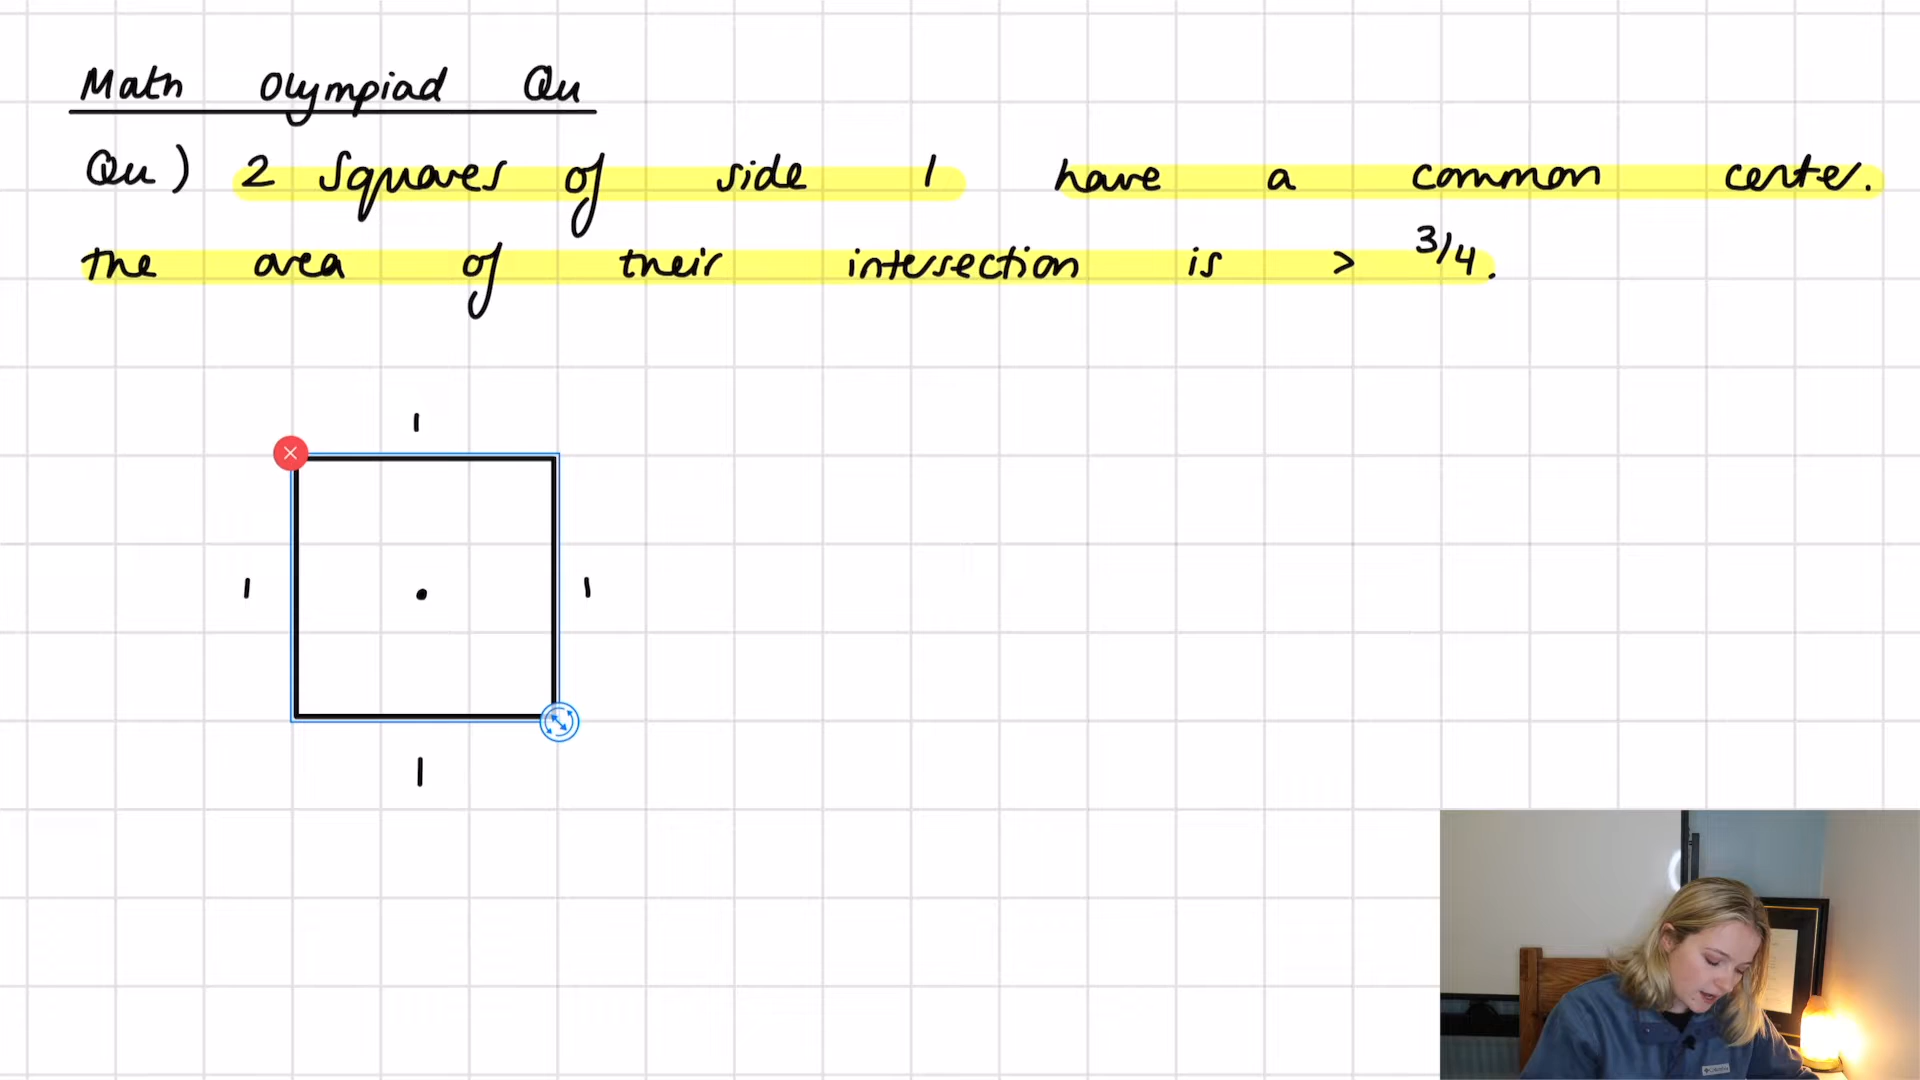 Math Olympiad Qu
Qu) 2 squares of side 1 have a common center.
the area of their intersection is > 3/4.
1
1
1
1